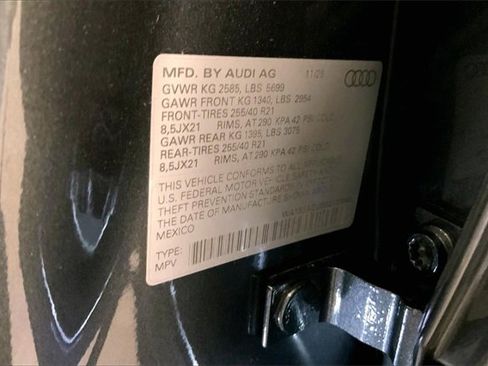 MFD. BY AUDI AG 11/25
GVWR KG 2585, LBS 5699
GAWR FRONT KG 1340, LBS 2954
FRONT-TIRES 255/40 R21
8,5JX21 RIMS, AT 290 KPA 42 PSI COLD
GAWR REAR KG 1395, LBS 3075
REAR-TIRES 255/40 R21
8,5JX21 RIMS, AT 290 KPA 42 PSI COLD
THIS VEHICLE CONFORMS TO ALL APPLICABLE
U.S. FEDERAL MOTOR VEHICLE SAFETY AND
THEFT PREVENTION STANDARDS IN EFFECT ON
THE DATE OF MANUFACTURE SHOWN ABOVE
MEXICO
TYPE:
MPV